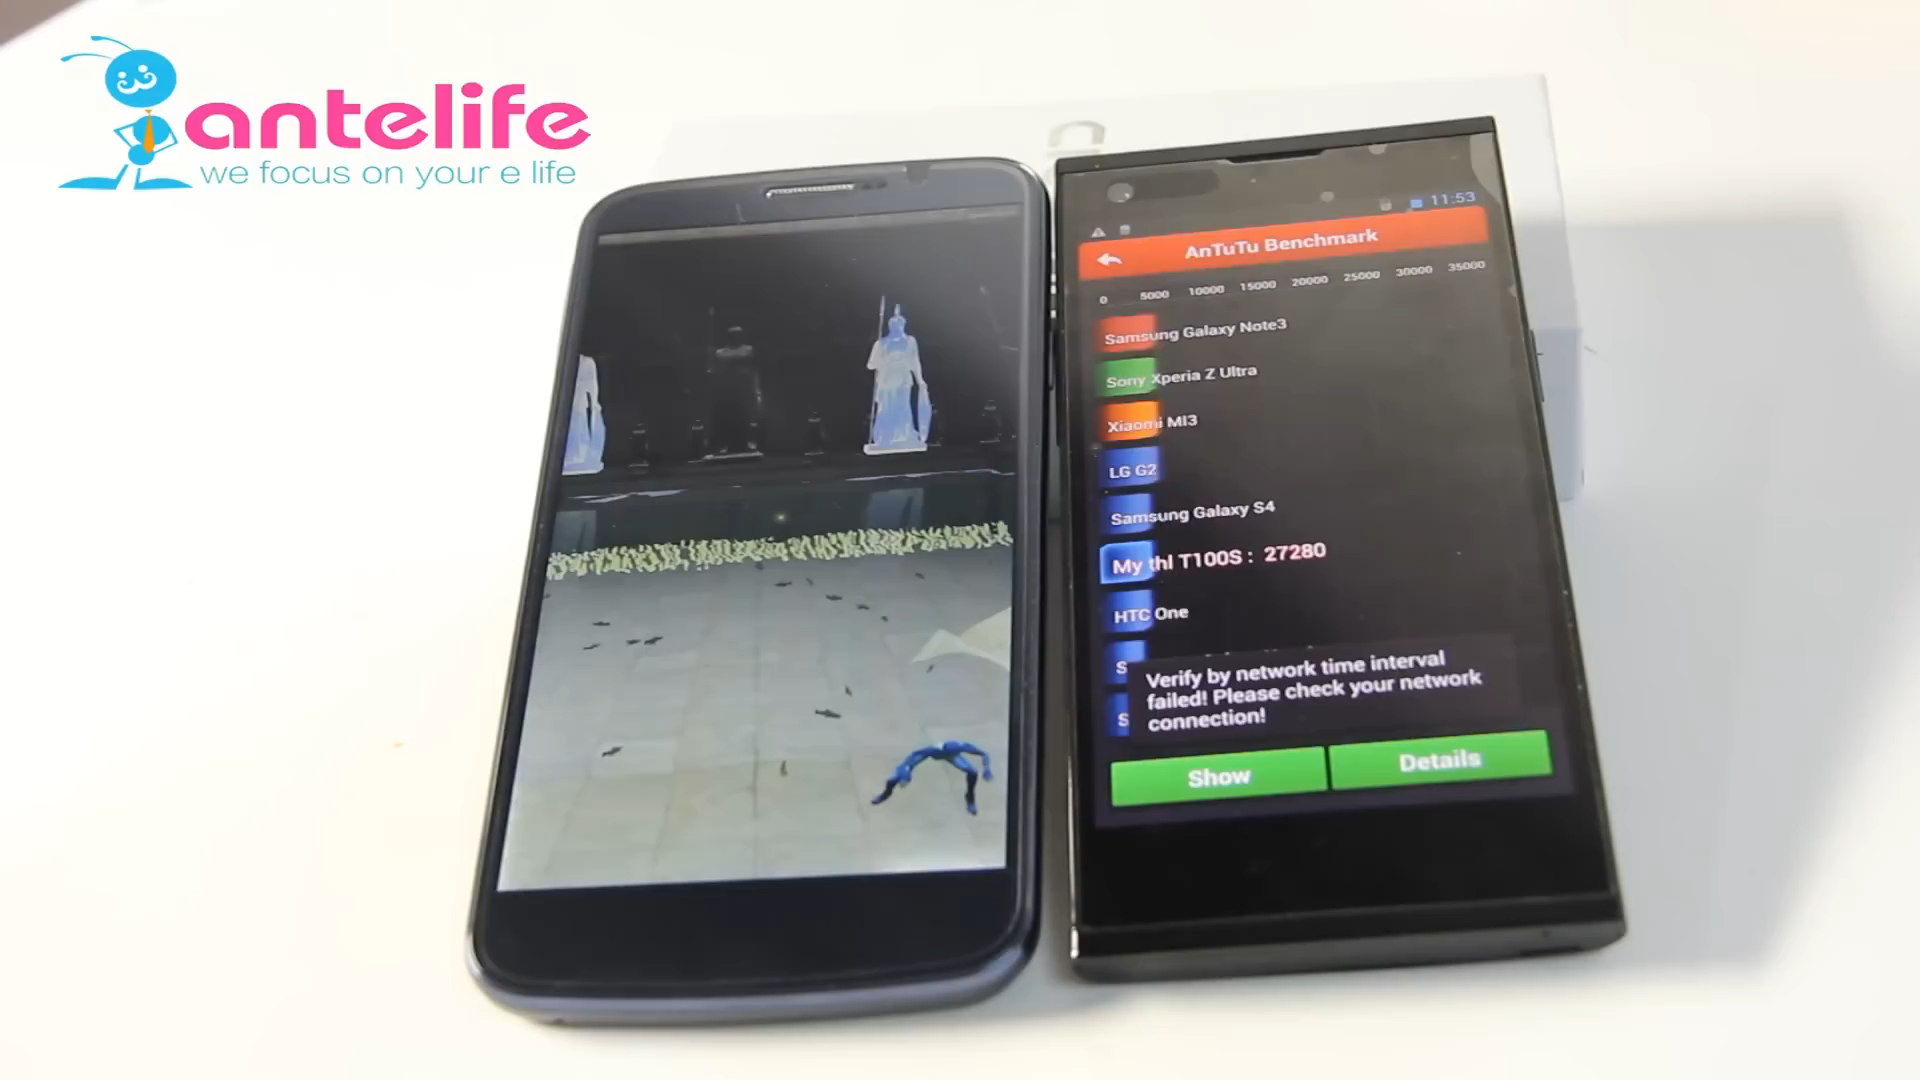 antelife
we focus on your e life
11:53
AnTuTu Benchmark
0 5000 10000 15000 20000 25000 30000 35000
Samsung Galaxy Note3
Sony Xperia Z Ultra
Xiaomi MI3
LG G2
Samsung Galaxy S4
My thl T100S : 27280
HTC One
S
Verify by network time interval
failed! Please check your network
connection!
S
Show Details